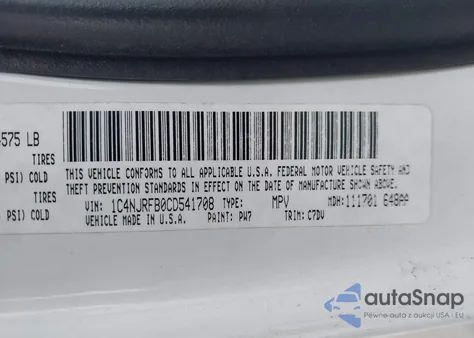 4575 LB
TIRES
PSI) COLD
TIRES
PSI) COLD
THIS VEHICLE CONFORMS TO ALL APPLICABLE U.S.A. FEDERAL MOTOR VEHICLE SAFETY AND
THEFT PREVENTION STANDARDS IN EFFECT ON THE DATE OF MANUFACTURE SHOWN ABOVE.
VIN: 1C4NJRFB0CD541708 TYPE: MPV MDH: 111701 648AA
VEHICLE MADE IN U.S.A. PAINT: PW7 TRIM: C7DV
autoSnap
Pewne auta z aukcji USA i EU